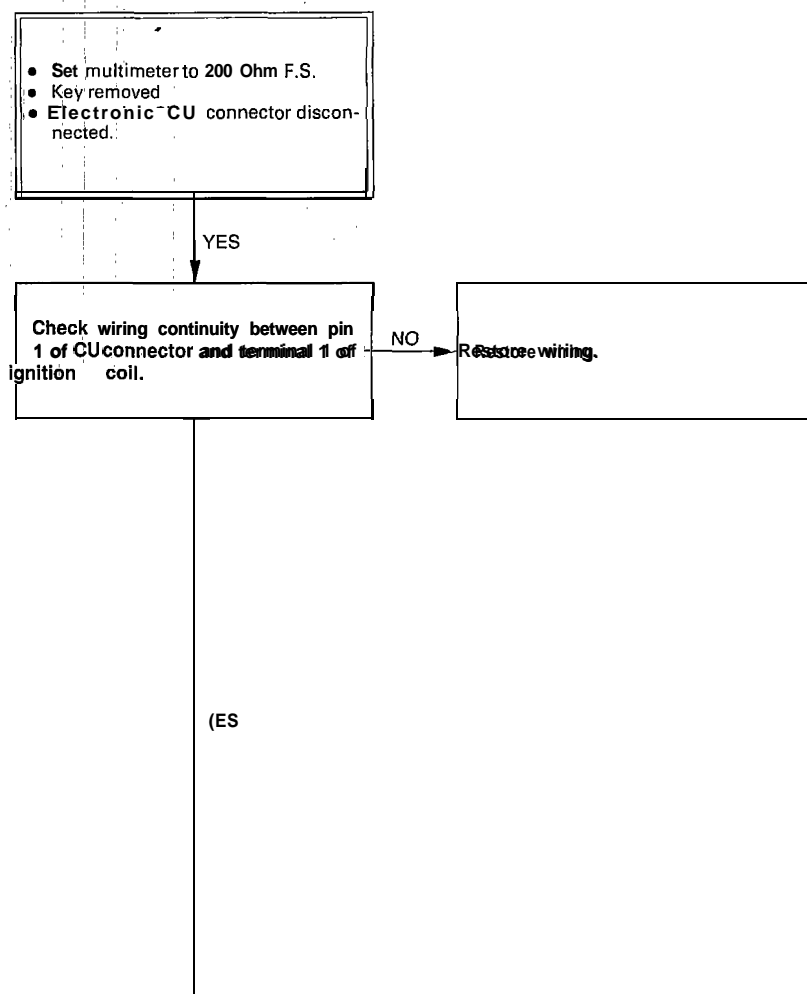 • Set multimeter to 200 Ohm F.S.
• Key removed
• Electronic CU connector discon-
nected.
YES
Check wiring continuity between pin
1 of CU connector and terminal 1 of
ignition coil.
NO
Restore wiring.
(ES